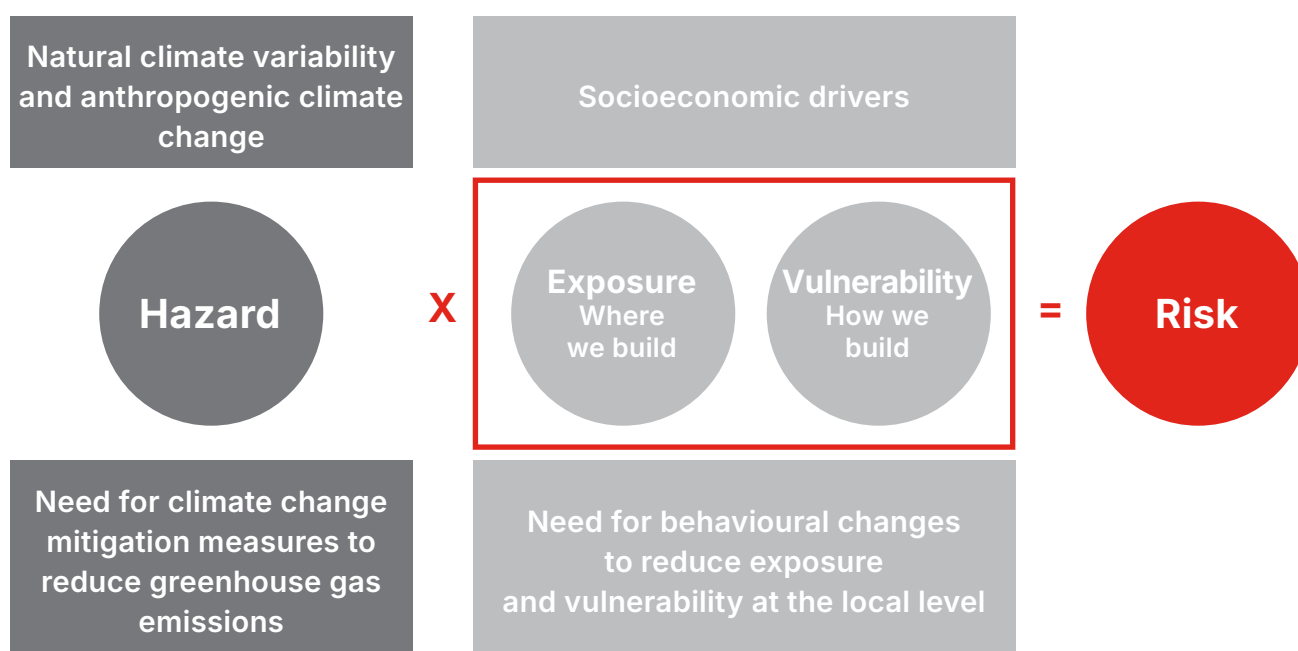 Natural climate variability
and anthropogenic climate
change
Socioeconomic drivers
Hazard
X
Exposure
Where
we build
Vulnerability
How we
build
=
Risk
Need for climate change
mitigation measures to
reduce greenhouse gas
emissions
Need for behavioural changes
to reduce exposure
and vulnerability at the local level